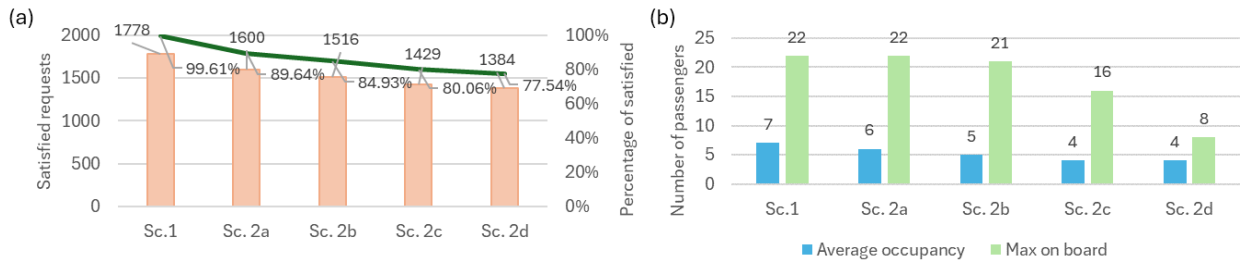 (a)
Satisfied requests
2000
1500
1000
500
0
1778
1600
1516
1429
1384
99.61%
89.64%
84.93%
80.06%
77.54%
100%
80%
60%
40%
20%
0%
Percentage of satisfied
Sc.1
Sc. 2a
Sc. 2b
Sc. 2c
Sc. 2d
(b)
Number of passengers
25
20
15
10
5
0
7
22
6
22
5
21
4
16
4
8
Sc.1
Sc. 2a
Sc. 2b
Sc. 2c
Sc. 2d
Average occupancy
Max on board